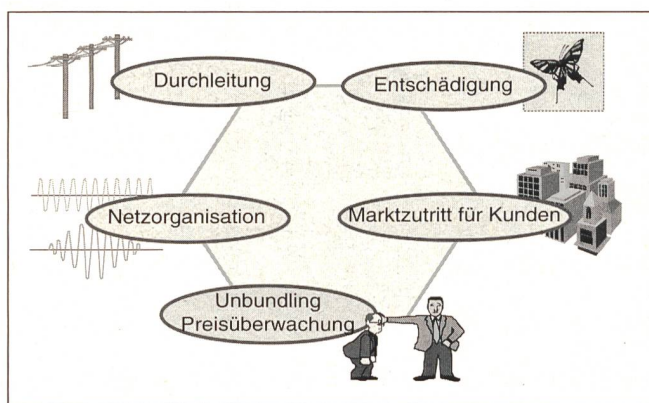 Durchleitung
Entschädigung
Netzorganisation
Marktzutritt für Kunden
Unbundling
Preisüberwachung